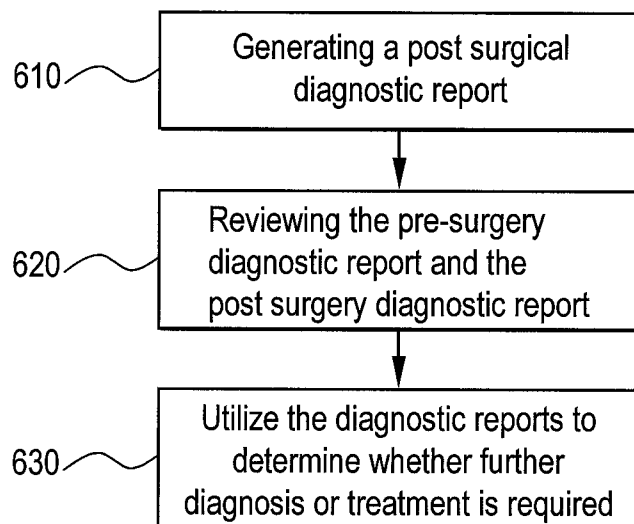 Generating a post surgical
610
diagnostic report
Reviewing the pre-surgery
620
diagnostic report and the
post surgery diagnostic report
Utilize the diagnostic reports to
630
determine whether further
diagnosis or treatment is required